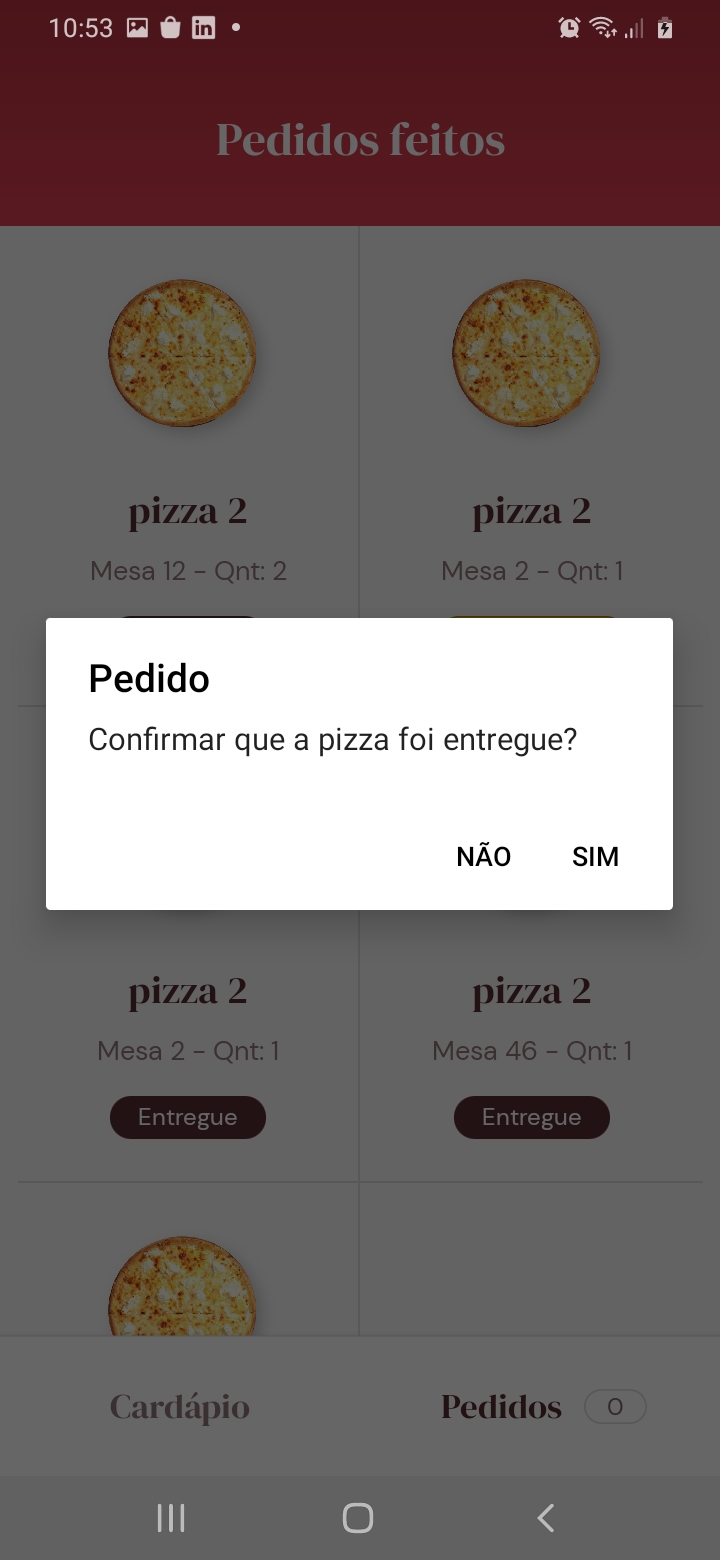 10:53
Pedidos feitos
pizza 2
pizza 2
Mesa 12 - Qnt: 2
Mesa 2 - Qnt: 1
Pedido
Confirmar que a pizza foi entregue?
NÃO
SIM
pizza 2
pizza 2
Mesa 2 - Qnt: 1
Mesa 46 - Qnt: 1
Entregue
Entregue
Cardápio
Pedidos
0